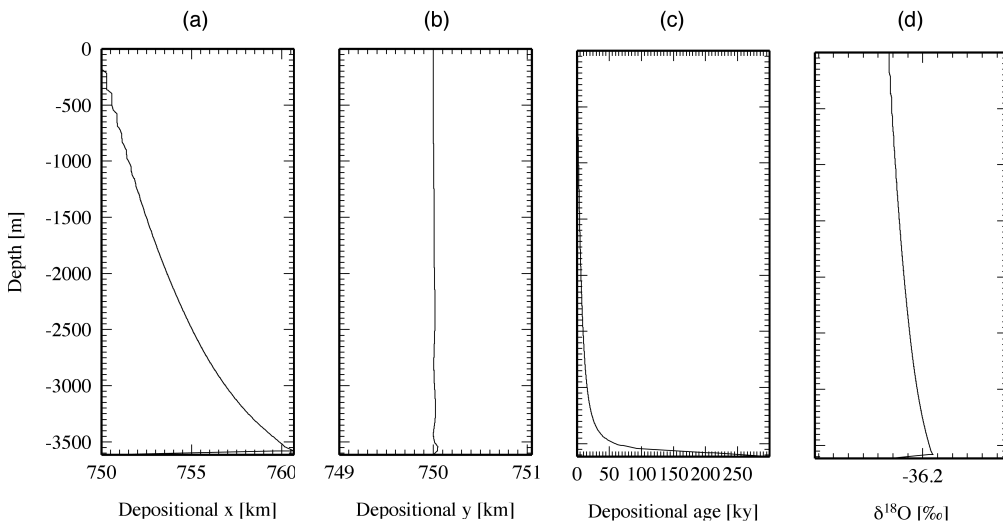 (a) (b) (c) (d)
0
-500
-1000
-1500
-2000
-2500
-3000
-3500
Depth [m]
750 755 760
749 750 751
0 50 100 150 200 250
-36.2
Depositional x [km]
Depositional y [km]
Depositional age [ky]
δ¹⁸O [‰]